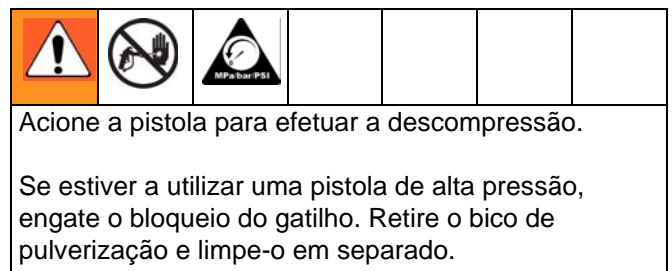 MPa/bar/PSI
Acione a pistola para efetuar a descompressão.
Se estiver a utilizar uma pistola de alta pressão,
engate o bloqueio do gatilho. Retire o bico de
pulverização e limpe-o em separado.